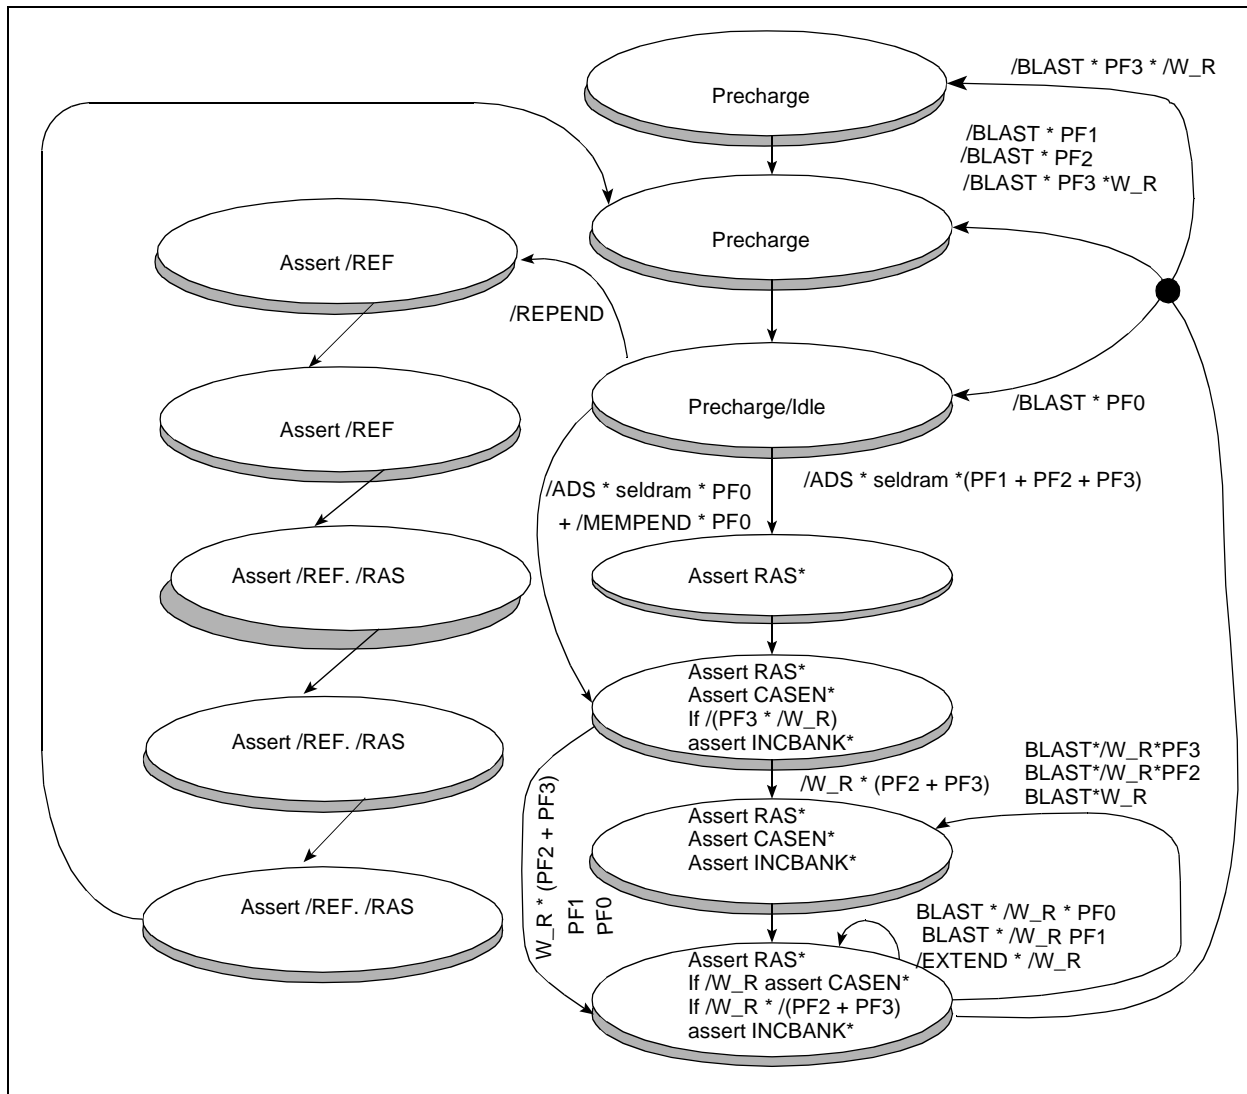 /BLAST * PF3 * /W_R
Precharge
/BLAST * PF1
/BLAST * PF2
/BLAST * PF3 *W_R
Precharge
Assert /REF
/REPEND
Precharge/Idle
/BLAST * PF0
Assert /REF
/ADS * seldram * PF0
+ /MEMPEND * PF0
/ADS * seldram *(PF1 + PF2 + PF3)
Assert /REF. /RAS
Assert RAS*
Assert RAS*
Assert CASEN*
If /(PF3 * /W_R)
assert INCBANK*
Assert /REF. /RAS
/W_R * (PF2 + PF3)
BLAST*/W_R*PF3
BLAST*/W_R*PF2
BLAST*W_R
Assert RAS*
Assert CASEN*
Assert INCBANK*
W_R * (PF2 + PF3)
PF1
PF0
Assert /REF. /RAS
BLAST * /W_R * PF0
BLAST * /W_R PF1
/EXTEND * /W_R
Assert RAS*
If /W_R assert CASEN*
If /W_R * /(PF2 + PF3)
assert INCBANK*